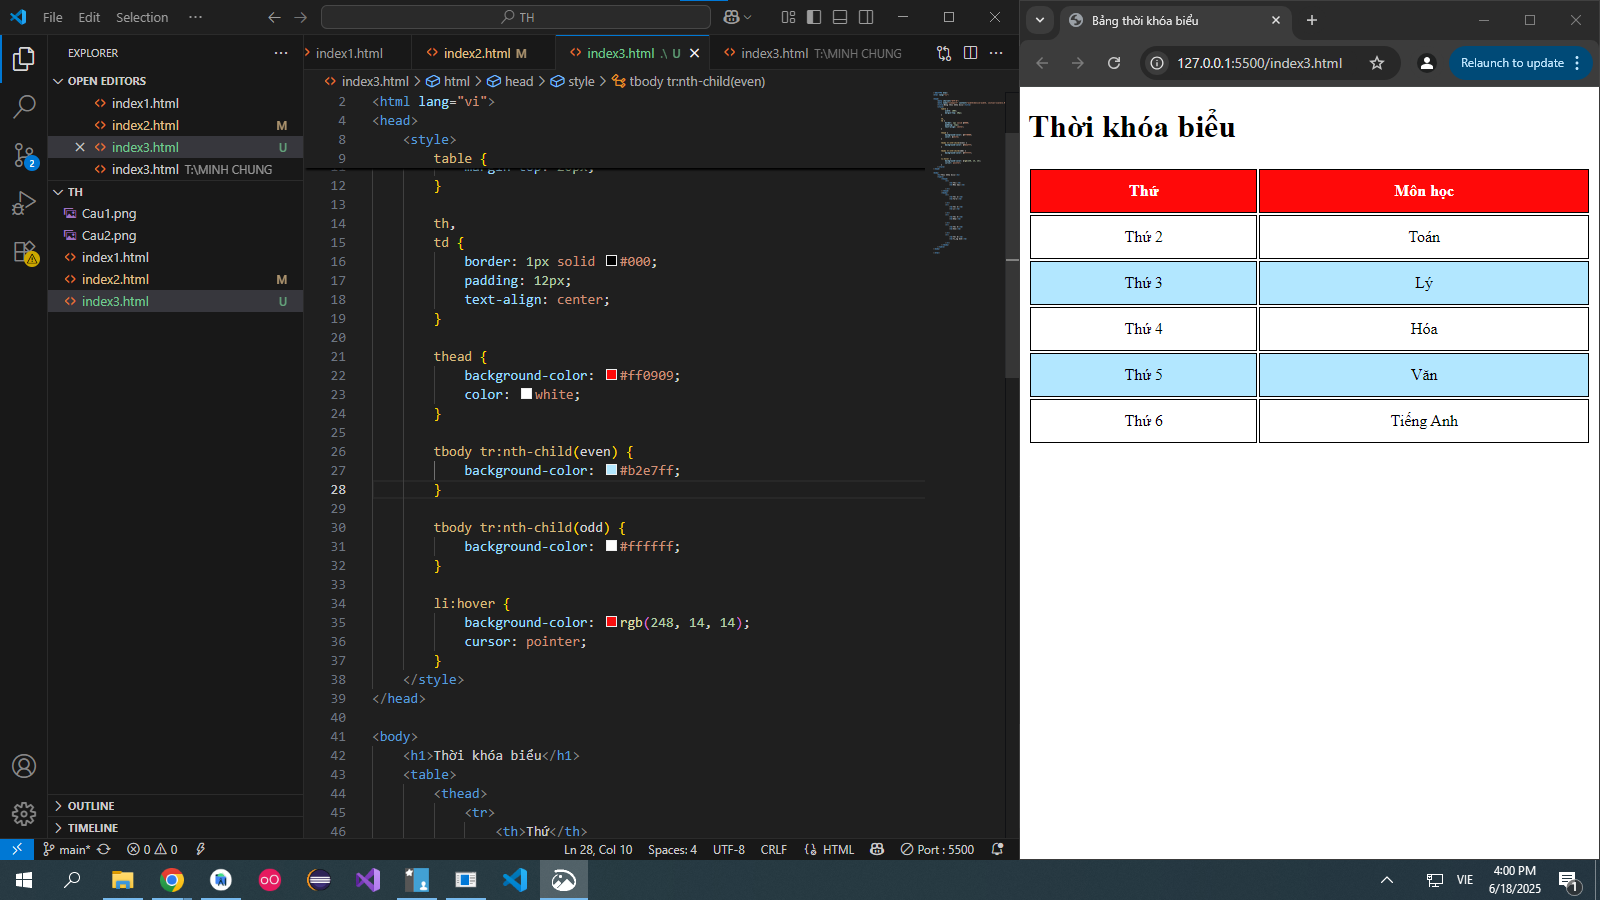 File Edit Selection ···
TH
EXPLORER
OPEN EDITORS
index1.html
index2.html M
index3.html U
index3.html T:\MINH CHUNG
TH
Cau1.png
Cau2.png
index1.html
index2.html M
index3.html U
OUTLINE
TIMELINE
index1.html
index2.html M
index3.html .\ U
index3.html T:\MINH CHUNG
index3.html > html > head > style > tbody tr:nth-child(even)
2 <html lang="vi">
4 <head>
8 <style>
9 table {
12 }
13
14 th,
15 td {
16 border: 1px solid #000;
17 padding: 12px;
18 text-align: center;
19 }
20
21 thead {
22 background-color: #ff0909;
23 color: white;
24 }
25
26 tbody tr:nth-child(even) {
27 background-color: #b2e7ff;
28 }
29
30 tbody tr:nth-child(odd) {
31 background-color: #ffffff;
32 }
33
34 li:hover {
35 background-color: rgb(248, 14, 14);
36 cursor: pointer;
37 }
38 </style>
39 </head>
40
41 <body>
42 <h1>Thời khóa biểu</h1>
43 <table>
44 <thead>
45 <tr>
46 <th>Thứ</th>
2
main* 0 0 Ln 28, Col 10 Spaces: 4 UTF-8 CRLF HTML Port : 5500
Bảng thời khóa biểu
127.0.0.1:5500/index3.html
Relaunch to update
Thời khóa biểu
Thứ Môn học
Thứ 2 Toán
Thứ 3 Lý
Thứ 4 Hóa
Thứ 5 Văn
Thứ 6 Tiếng Anh
VIE
4:00 PM
6/18/2025
1